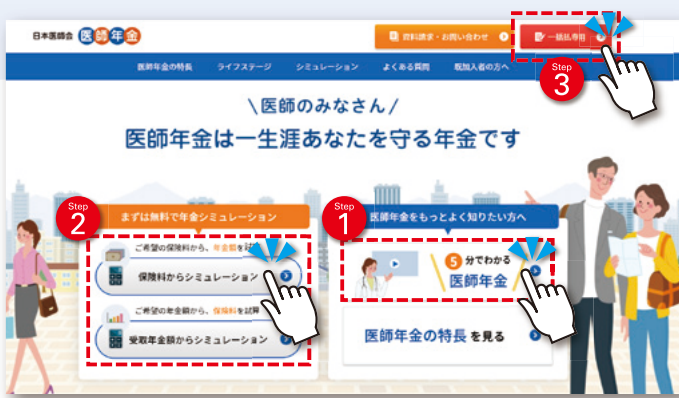 日本医師会 医師年金
資料請求・お問い合わせ
一括払専用
Step
3
医師年金の特長 ライフステージ シミュレーション よくある質問 既加入者の方へ
\医師のみなさん/
医師年金は一生涯あなたを守る年金です
Step
2
まずは無料で年金シミュレーション
ご希望の保険料から、年金額を試
保険料からシミュレーション
ご希望の年金額から、保険料を試算
受取年金額からシミュレーション
Step
1
医師年金をもっとよく知りたい方へ
5分でわかる
医師年金
医師年金の特長を見る